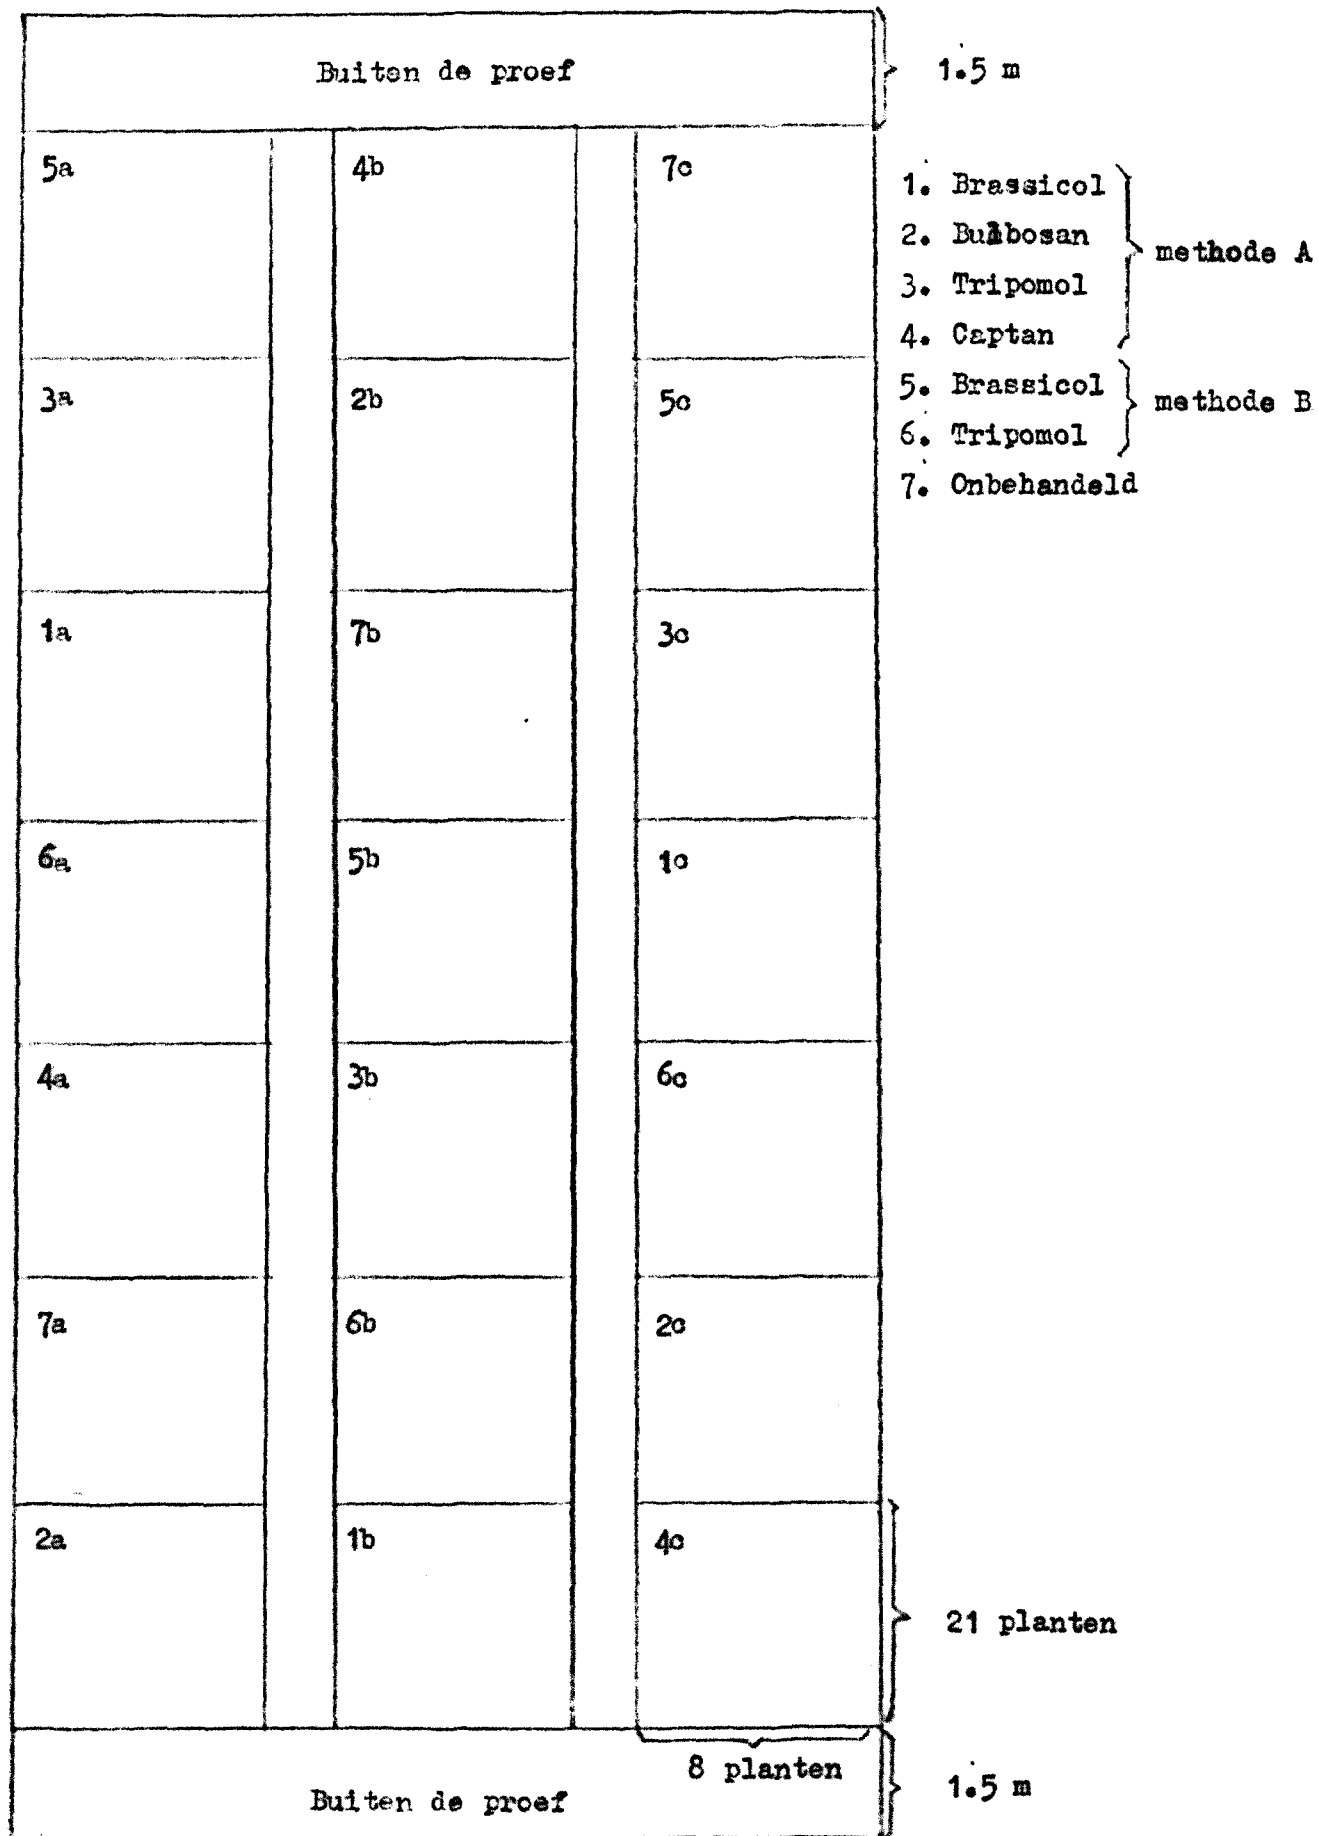 Buiten de proef
1.5 m
5a 4b 7c
1. Brassicol
2. Bulbosan
3. Tripomol
4. Captan
methode A
5. Brassicol
6. Tripomol
methode B
7. Onbehandeld
3a 2b 5c
1a 7b 3c
6a 5b 1c
4a 3b 6c
7a 6b 2c
2a 1b 4c
21 planten
8 planten
Buiten de proef
1.5 m